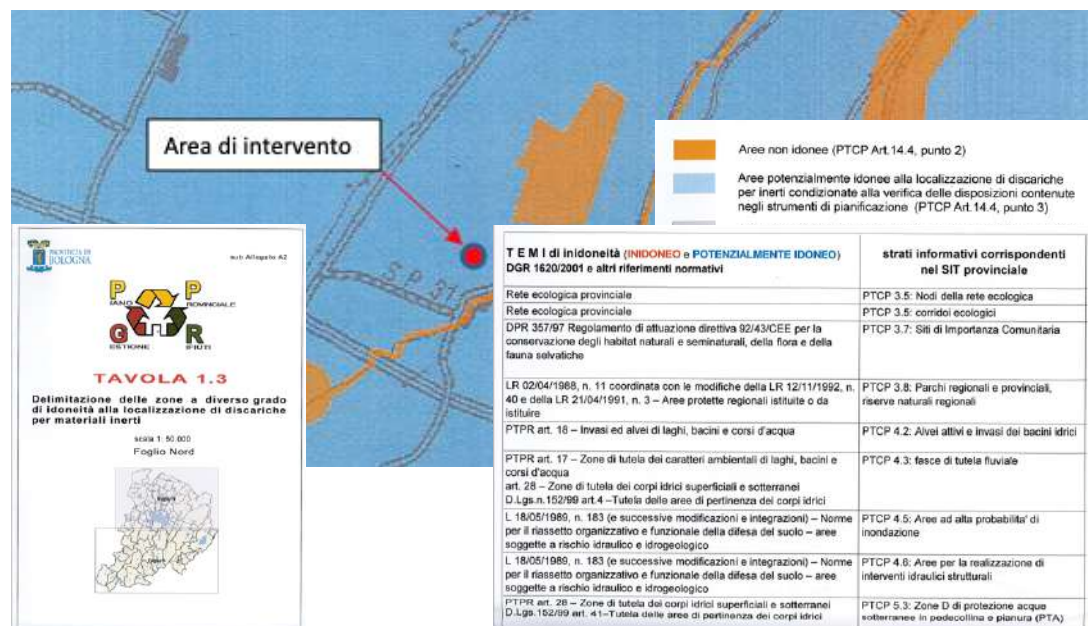 Area di intervento
S.P. 21
Aree non idonee (PTCP Art.14.4, punto 2)
Aree potenzialmente idonee alla localizzazione di discariche
per inerti condizionate alla verifica delle disposizioni contenute
negli strumenti di pianificazione (PTCP Art.14.4, punto 3)
PROVINCIA DI
BOLOGNA
sub Allegato A2
P P
IANO ROVINCIALE
G R
ESTIONE IFIUTI
TAVOLA 1.3
Delimitazione delle zone a diverso grado
di idoneità alla localizzazione di discariche
per materiali inerti
scala 1: 50.000
Foglio Nord
T E M I di inidoneità (INIDONEO e POTENZIALMENTE IDONEO)
DGR 1620/2001 e altri riferimenti normativi
strati informativi corrispondenti
nel SIT provinciale
Rete ecologica provinciale
PTCP 3.5: Nodi della rete ecologica
Rete ecologica provinciale
PTCP 3.5: corridoi ecologici
DPR 357/97 Regolamento di attuazione direttiva 92/43/CEE per la
conservazione degli habitat naturali e seminaturali, della flora e della
fauna selvatiche
PTCP 3.7: Siti di Importanza Comunitaria
LR 02/04/1988, n. 11 coordinata con le modifiche della LR 12/11/1992, n.
40 e della LR 21/04/1991, n. 3 – Aree protette regionali istituite o da
istituire
PTCP 3.8: Parchi regionali e provinciali,
riserve naturali regionali
PTPR art. 18 – Invasi ed alvei di laghi, bacini e corsi d'acqua
PTCP 4.2: Alvei attivi e invasi dei bacini idrici
PTPR art. 17 – Zone di tutela dei caratteri ambientali di laghi, bacini e
corsi d'acqua
art. 28 – Zone di tutela dei corpi idrici superficiali e sotterranei
D.Lgs.n.152/99 art.4 –Tutela delle aree di pertinenza dei corpi idrici
PTCP 4.3: fasce di tutela fluviale
L 18/05/1989, n. 183 (e successive modificazioni e integrazioni) – Norme
per il riassetto organizzativo e funzionale della difesa del suolo – aree
soggette a rischio idraulico e idrogeologico
PTCP 4.5: Aree ad alta probabilita' di
inondazione
L 18/05/1989, n. 183 (e successive modificazioni e integrazioni) – Norme
per il riassetto organizzativo e funzionale della difesa del suolo – aree
soggette a rischio idraulico e idrogeologico
PTCP 4.6: Aree per la realizzazione di
interventi idraulici strutturali
PTPR art. 28 – Zone di tutela dei corpi idrici superficiali e sotterranei
D.Lgs.152/99 art. 41–Tutela delle aree di pertinenza dei corpi idrici
PTCP 5.3: Zone D di protezione acque
sotterranee in pedecollina e pianura (PTA)